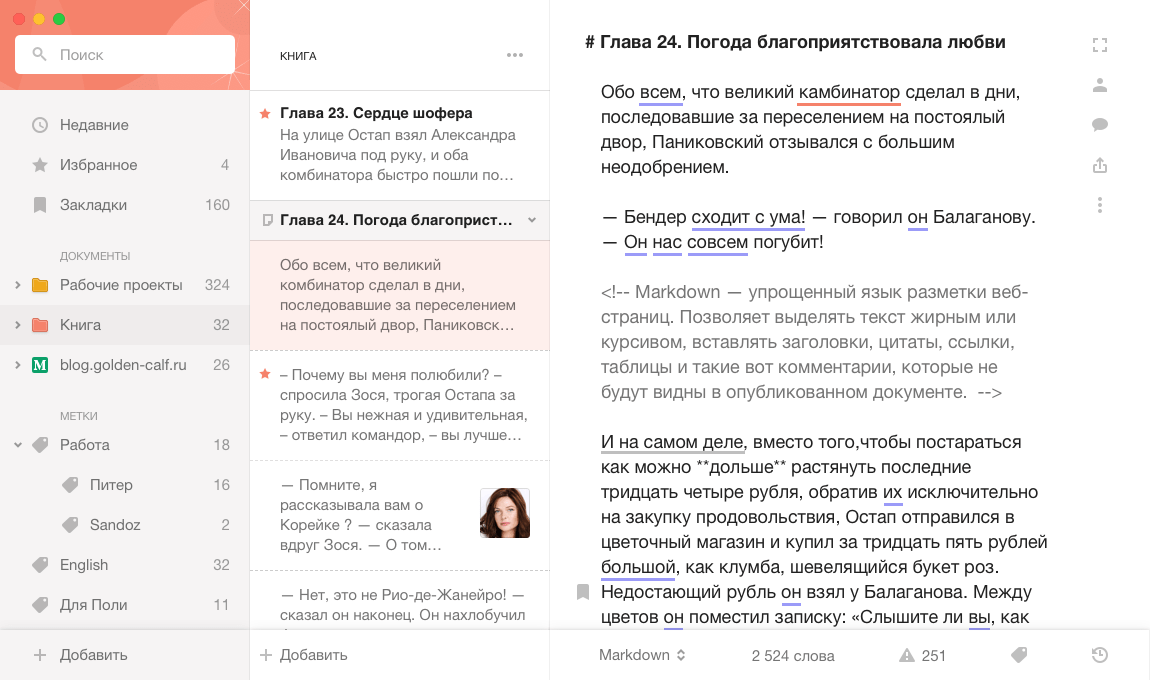 Поиск
Недавние
Избранное 4
Закладки 160
ДОКУМЕНТЫ
Рабочие проекты 324
Книга 32
M blog.golden-calf.ru 26
МЕТКИ
Работа 18
Питер 16
Sandoz 2
English 32
Для Поли 11
Добавить
КНИГА
Глава 23. Сердце шофера
На улице Остап взял Александра
Ивановича под руку, и оба
комбинатора быстро пошли по…
Глава 24. Погода благоприст…
Обо всем, что великий
комбинатор сделал в дни,
последовавшие за переселением
на постоялый двор, Паниковск…
– Почему вы меня полюбили? –
спросила Зося, трогая Остапа за
руку. – Вы нежная и удивительная,
– ответил командор, – вы лучше…
— Помните, я
рассказывала вам о
Корейке ? — сказала
вдруг Зося. — О том…
— Нет, это не Рио-де-Жанейро! —
сказал он наконец. Он нахлобучил
Добавить
# Глава 24. Погода благоприятствовала любви
Обо всем, что великий камбинатор сделал в дни,
последовавшие за переселением на постоялый
двор, Паниковский отзывался с большим
неодобрением.
— Бендер сходит с ума! — говорил он Балаганову.
— Он нас совсем погубит!
<!-- Markdown — упрощенный язык разметки веб-
страниц. Позволяет выделять текст жирным или
курсивом, вставлять заголовки, цитаты, ссылки,
таблицы и такие вот комментарии, которые не
будут видны в опубликованном документе. -->
И на самом деле, вместо того,чтобы постараться
как можно **дольше** растянуть последние
тридцать четыре рубля, обратив их исключительно
на закупку продовольствия, Остап отправился в
цветочный магазин и купил за тридцать пять рублей
большой, как клумба, шевелящийся букет роз.
Недостающий рубль он взял у Балаганова. Между
цветов он поместил записку: «Слышите ли вы, как
Markdown 2 524 слова 251